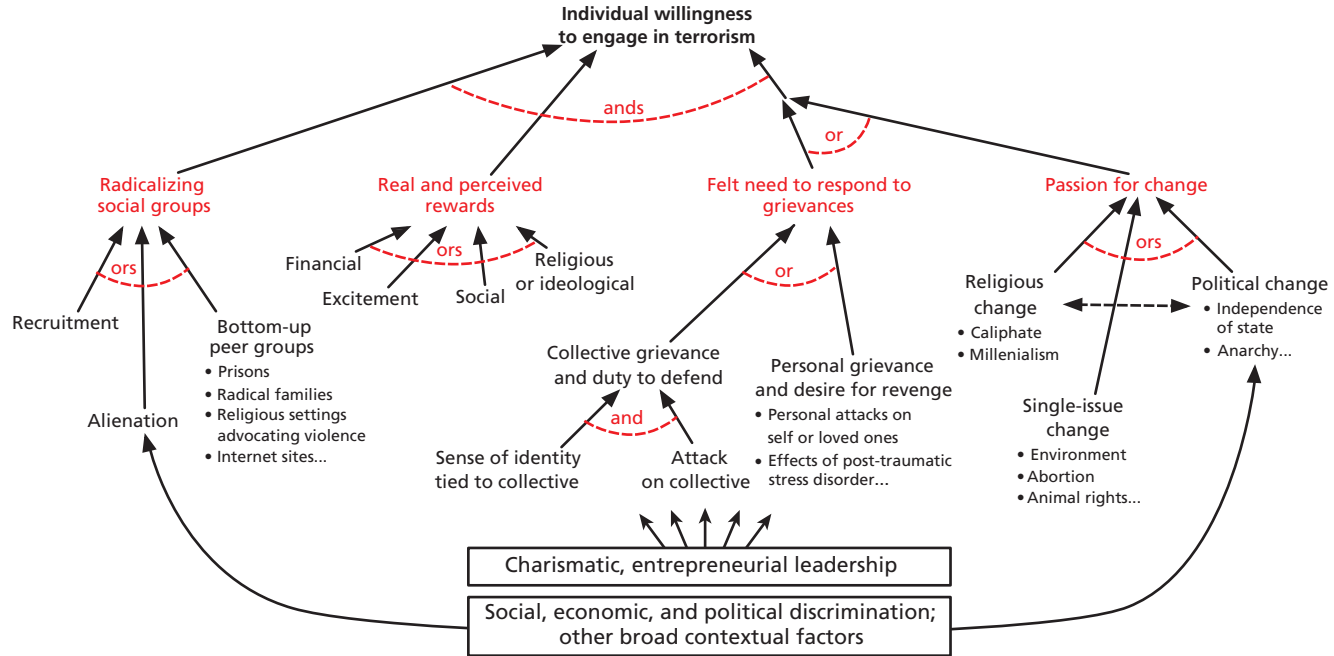 Individual willingness
to engage in terrorism
ands
or
Radicalizing
social groups
Real and perceived
rewards
Felt need to respond to
grievances
Passion for change
ors
Recruitment
Alienation
Bottom-up
peer groups
• Prisons
• Radical families
• Religious settings
advocating violence
• Internet sites...
ors
Financial
Excitement
Social
Religious
or ideological
or
Collective grievance
and duty to defend
and
Sense of identity
tied to collective
Attack
on collective
Personal grievance
and desire for revenge
• Personal attacks on
self or loved ones
• Effects of post-traumatic
stress disorder...
ors
Religious
change
• Caliphate
• Millenialism
Single-issue
change
• Environment
• Abortion
• Animal rights...
Political change
• Independence
of state
• Anarchy...
Charismatic, entrepreneurial leadership
Social, economic, and political discrimination;
other broad contextual factors